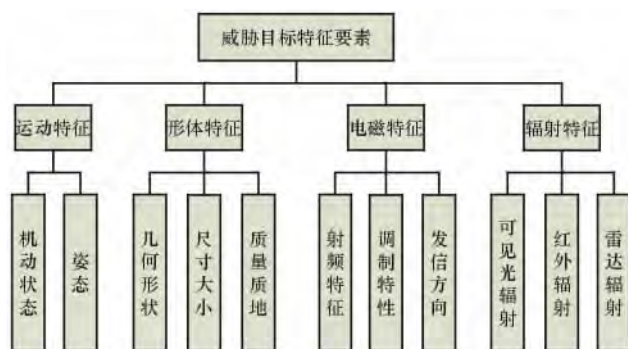 威胁目标特征要素
运动特征
形体特征
电磁特征
辐射特征
机动状态
姿态
几何形状
尺寸大小
质量质地
射频特征
调制特性
发信方向
可见光辐射
红外辐射
雷达辐射